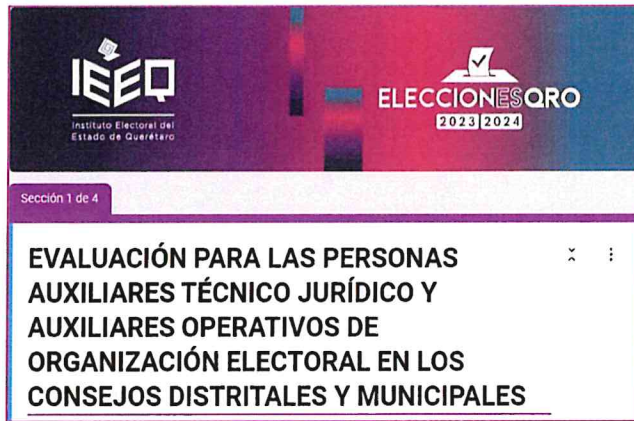 IEEQ
Instituto Electoral del
Estado de Querétaro
ELECCIONESQRO
2023 2024
Sección 1 de 4
EVALUACIÓN PARA LAS PERSONAS
AUXILIARES TÉCNICO JURÍDICO Y
AUXILIARES OPERATIVOS DE
ORGANIZACIÓN ELECTORAL EN LOS
CONSEJOS DISTRITALES Y MUNICIPALES